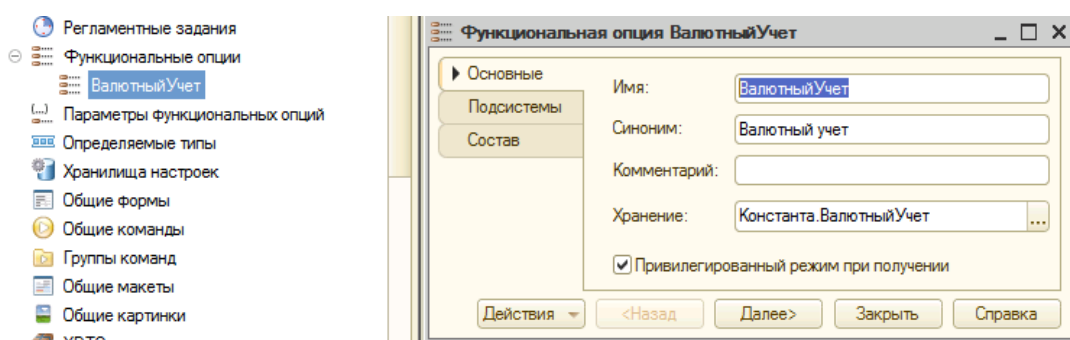 Регламентные задания
Функциональные опции
ВалютныйУчет
Параметры функциональных опций
Определяемые типы
Хранилища настроек
Общие формы
Общие команды
Группы команд
Общие макеты
Общие картинки
Функциональная опция ВалютныйУчет
Основные
Подсистемы
Состав
Имя: ВалютныйУчет
Синоним: Валютный учет
Комментарий:
Хранение: Константа.ВалютныйУчет ...
Привилегированный режим при получении
Действия <Назад Далее> Закрыть Справка